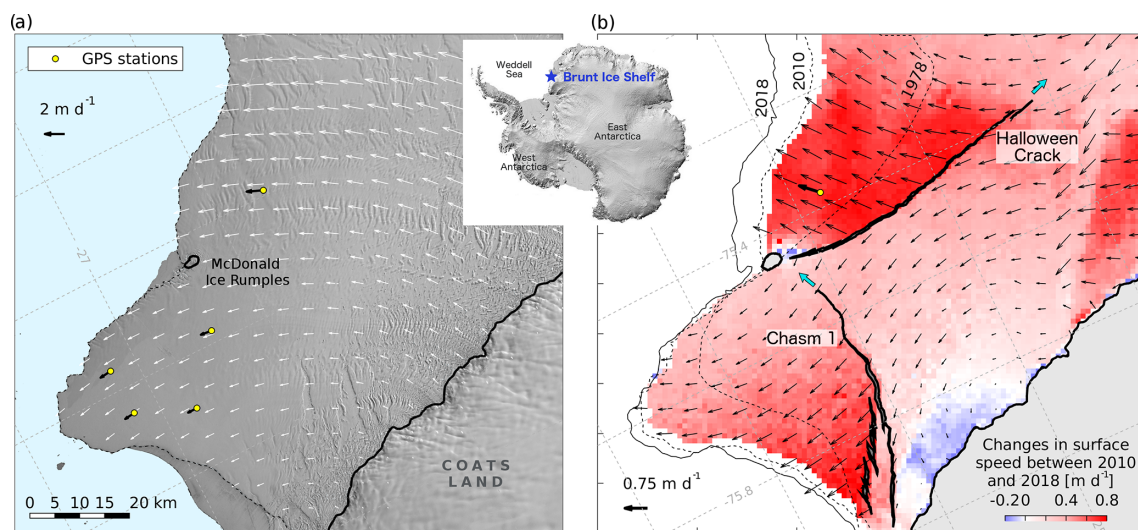 (a)
GPS stations
2 m d⁻¹
27
McDonald
Ice Rumples
COATS
LAND
0 5 10 15 20 km
Weddell
Sea
Brunt Ice Shelf
East
Antarctica
West
Antarctica
(b)
2018
2010
1978
Halloween
Crack
-75.4
Chasm 1
-75.8
0.75 m d⁻¹
Changes in surface
speed between 2010
and 2018 [m d⁻¹]
-0.20 0.4 0.8